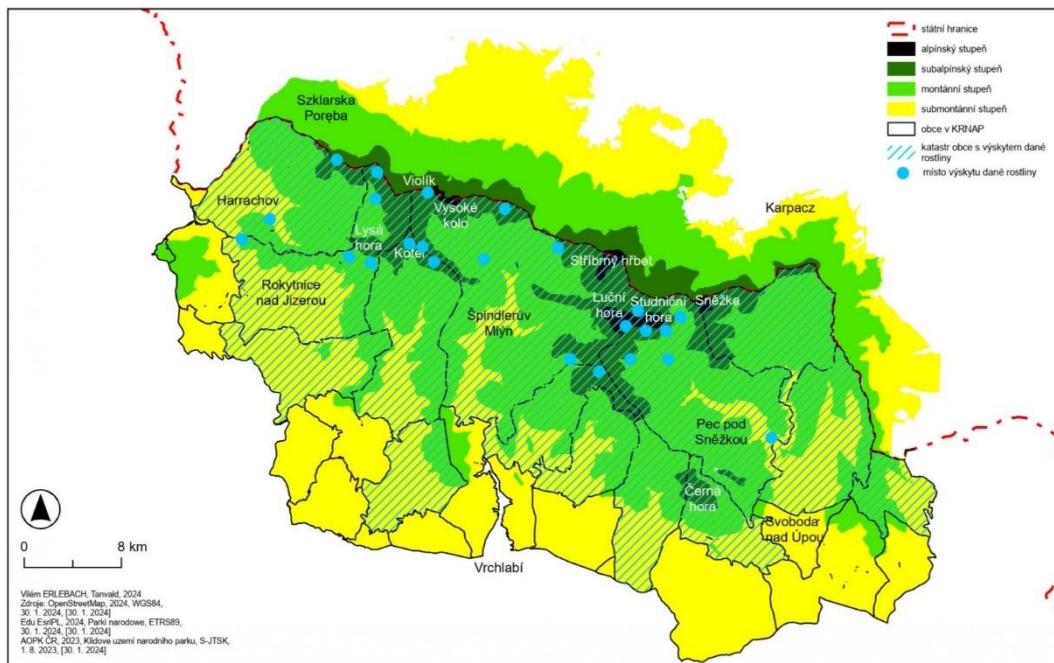 státní hranice
alpínský stupeň
subalpínský stupeň
montánní stupeň
submontánní stupeň
obce v KRNAP
katastr obce s výskytem dané
rostliny
místo výskytu dané rostliny
Szklarska
Poręba
Violík
Harrachov
Vysoké
kolo
Karpacz
Lysá
hora
Kotel
Stříbrný hřbet
Rokytnice
nad Jizerou
Luční
hora
Studniční
hora
Sněžka
Špindlerův
Mlýn
Pec pod
Sněžkou
Černá
hora
Svoboda
nad Úpou
Vrchlabí
0 8 km
Vilém ERLEBACH, Tanvald, 2024
Zdroje: OpenStreetMap, 2024, WGS84,
30. 1. 2024, [30. 1. 2024]
Edu EsriPL, 2024, Parki narodowe, ETRS89,
30. 1. 2024, [30. 1. 2024]
AOPK ČR, 2023, Klidove uzemi narodniho parku, S-JTSK,
1. 8. 2023, [30. 1. 2024]